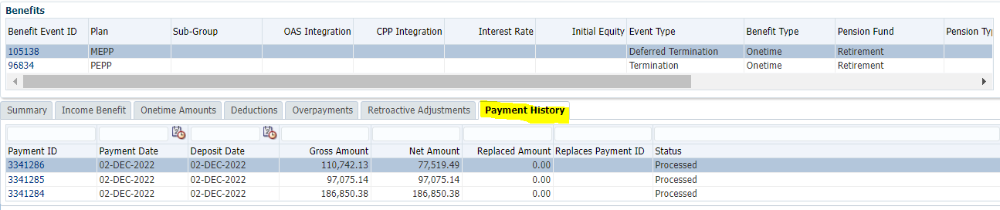 Benefits
Benefit Event ID Plan Sub-Group OAS Integration CPP Integration Interest Rate Initial Equity Event Type Benefit Type Pension Fund Pension Ty
105138 MEPP Deferred Termination Onetime Retirement
96834 PEPP Termination Onetime Retirement
Summary Income Benefit Onetime Amounts Deductions Overpayments Retroactive Adjustments Payment History
Payment ID Payment Date Deposit Date Gross Amount Net Amount Replaced Amount Replaces Payment ID Status
3341286 02-DEC-2022 02-DEC-2022 110,742.13 77,519.49 0.00 Processed
3341285 02-DEC-2022 02-DEC-2022 97,075.14 97,075.14 0.00 Processed
3341284 02-DEC-2022 02-DEC-2022 186,850.38 186,850.38 0.00 Processed